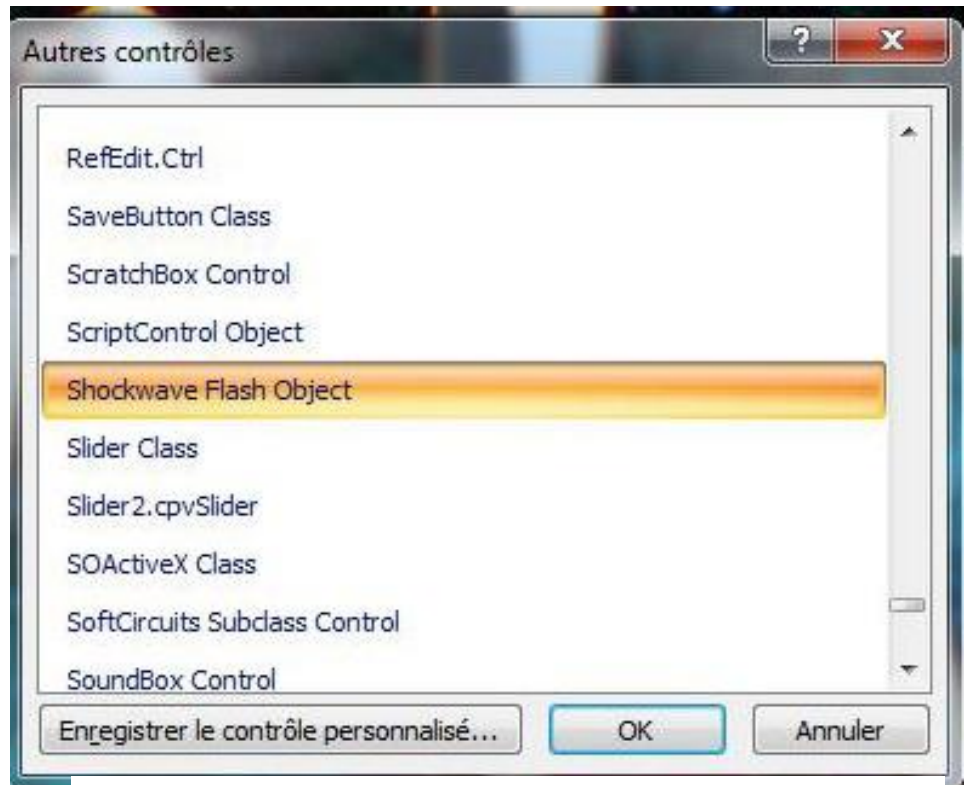 Autres contrôles
?
X
RefEdit.Ctrl
SaveButton Class
ScratchBox Control
ScriptControl Object
Shockwave Flash Object
Slider Class
Slider2.cpvSlider
SOActiveX Class
SoftCircuits Subclass Control
SoundBox Control
Enregistrer le contrôle personnalisé... OK Annuler